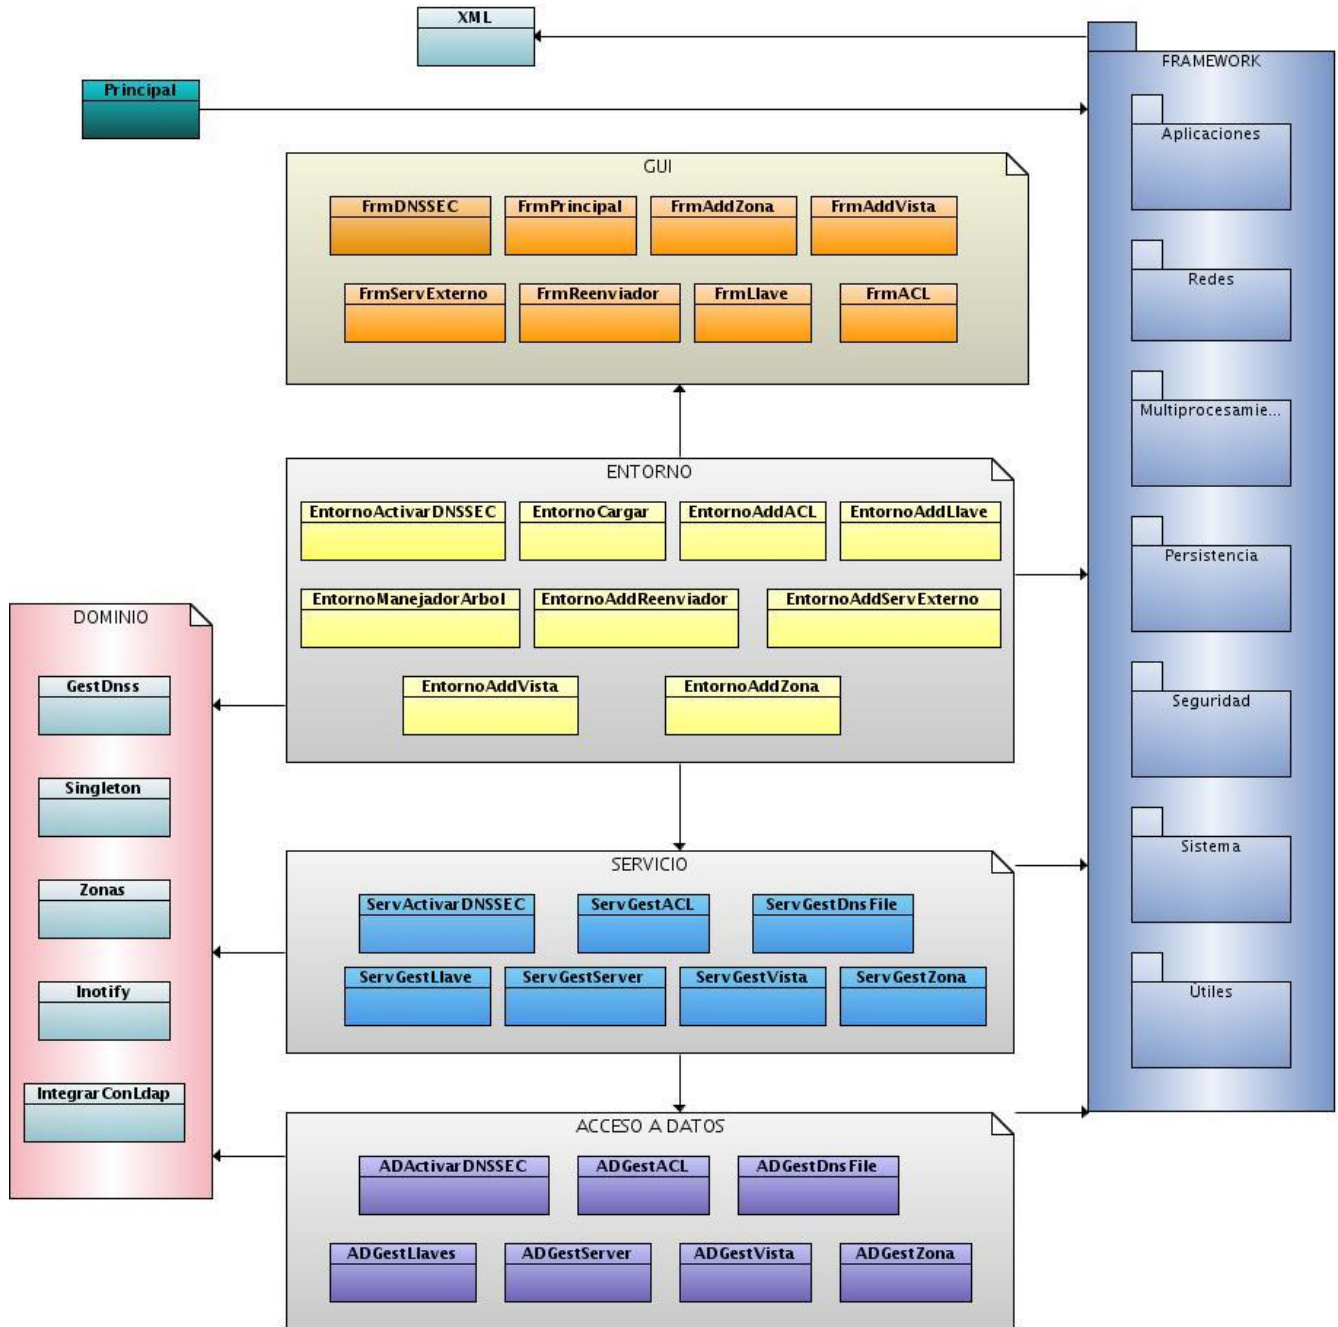 XML
FRAMEWORK
Principal
Aplicaciones
GUI
FrmDNSSEC
FrmPrincipal
FrmAddZona
FrmAddVista
Redes
FrmServExterno
FrmReenviador
FrmLlave
FrmACL
Multiprocesamie...
ENTORNO
EntornoActivarDNSSEC
EntornoCargar
EntornoAddACL
EntornoAddLlave
Persistencia
EntornoManejadorArbol
EntornoAddReenviador
EntornoAddServExterno
DOMINIO
EntornoAddVista
EntornoAddZona
GestDnss
Seguridad
Singleton
Sistema
SERVICIO
Zonas
ServActivarDNSSEC
ServGestACL
ServGestDnsFile
ServGestLlave
ServGestServer
ServGestVista
ServGestZona
Inotify
Útiles
IntegrarConLdap
ACCESO A DATOS
ADActivarDNSSEC
ADGestACL
ADGestDnsFile
ADGestLlaves
ADGestServer
ADGestVista
ADGestZona